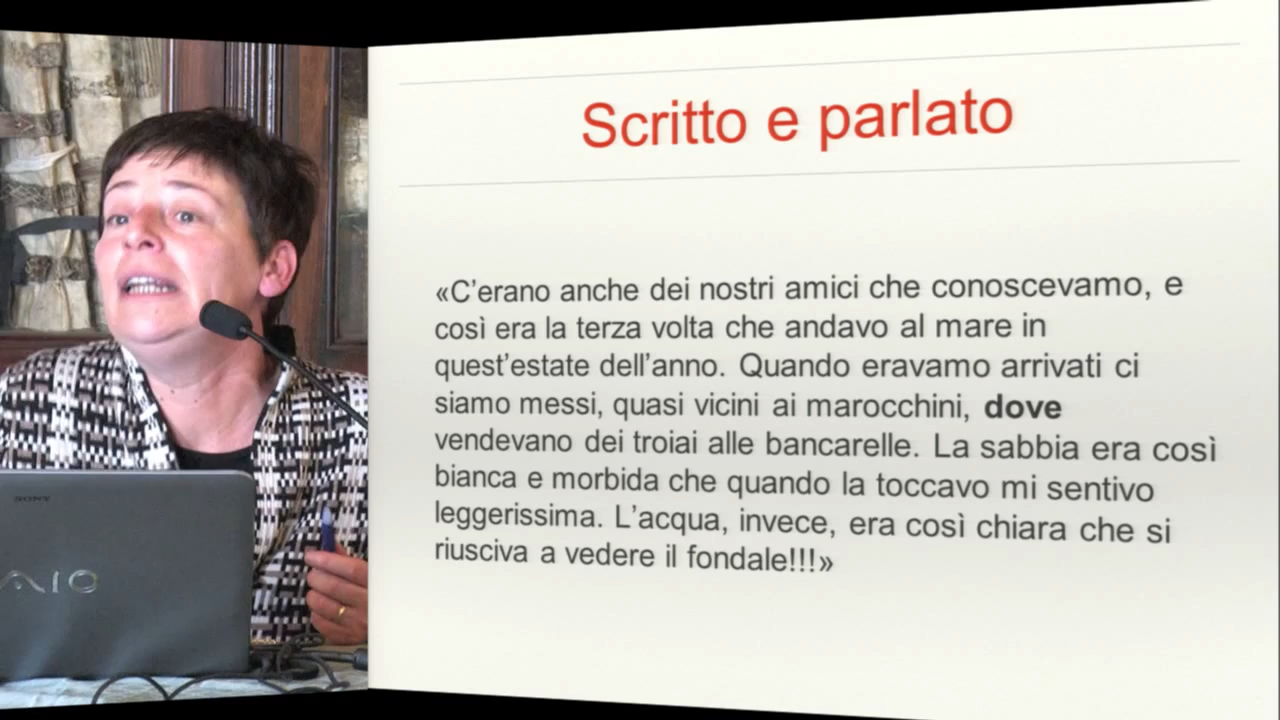 Scritto e parlato
«C'erano anche dei nostri amici che conoscevamo, e
così era la terza volta che andavo al mare in
quest'estate dell'anno. Quando eravamo arrivati ci
siamo messi, quasi vicini ai marocchini, dove
vendevano dei troiai alle bancarelle. La sabbia era così
bianca e morbida che quando la toccavo mi sentivo
leggerissima. L'acqua, invece, era così chiara che si
riusciva a vedere il fondale!!!»
SONY
VAIO